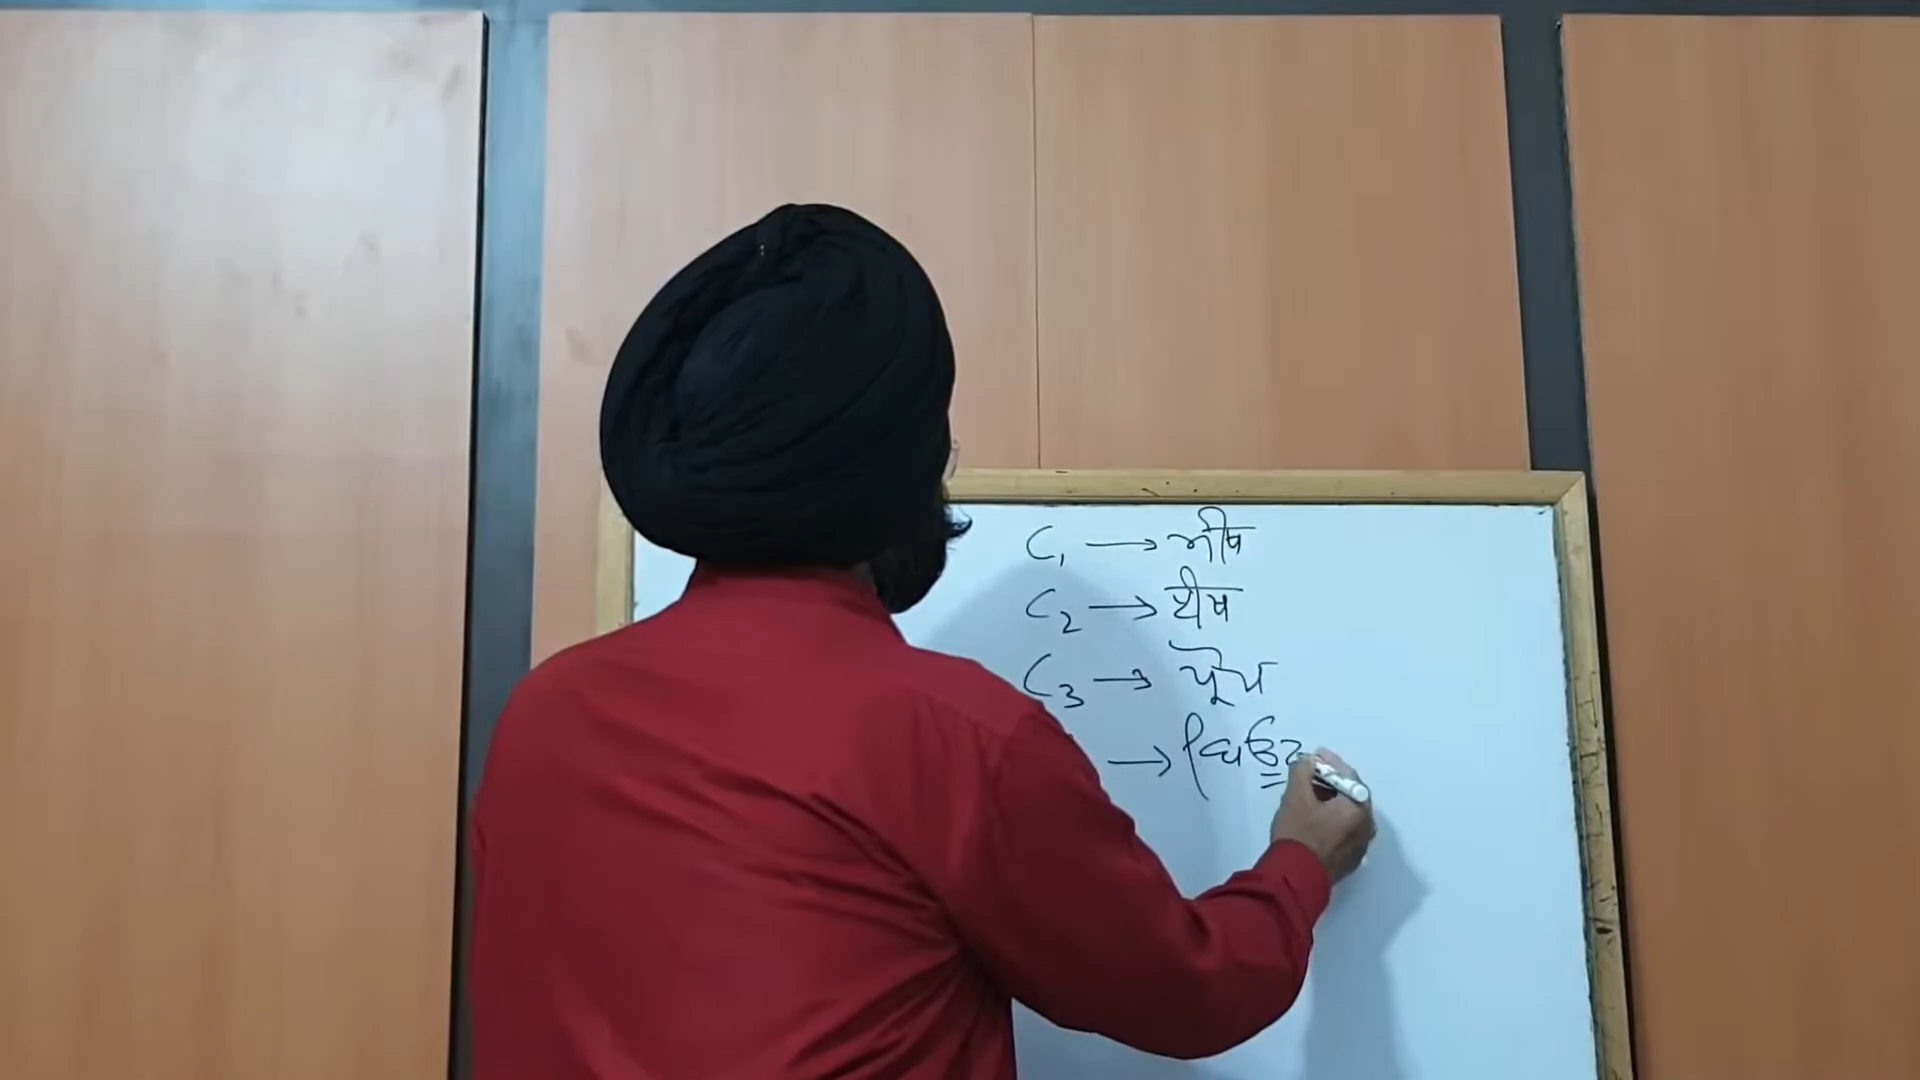 C₁ → ਮੀਥ
C₂ → ਈਥ
C₃ → ਪ੍ਰੋਪ
→ ਬਿਊਟ